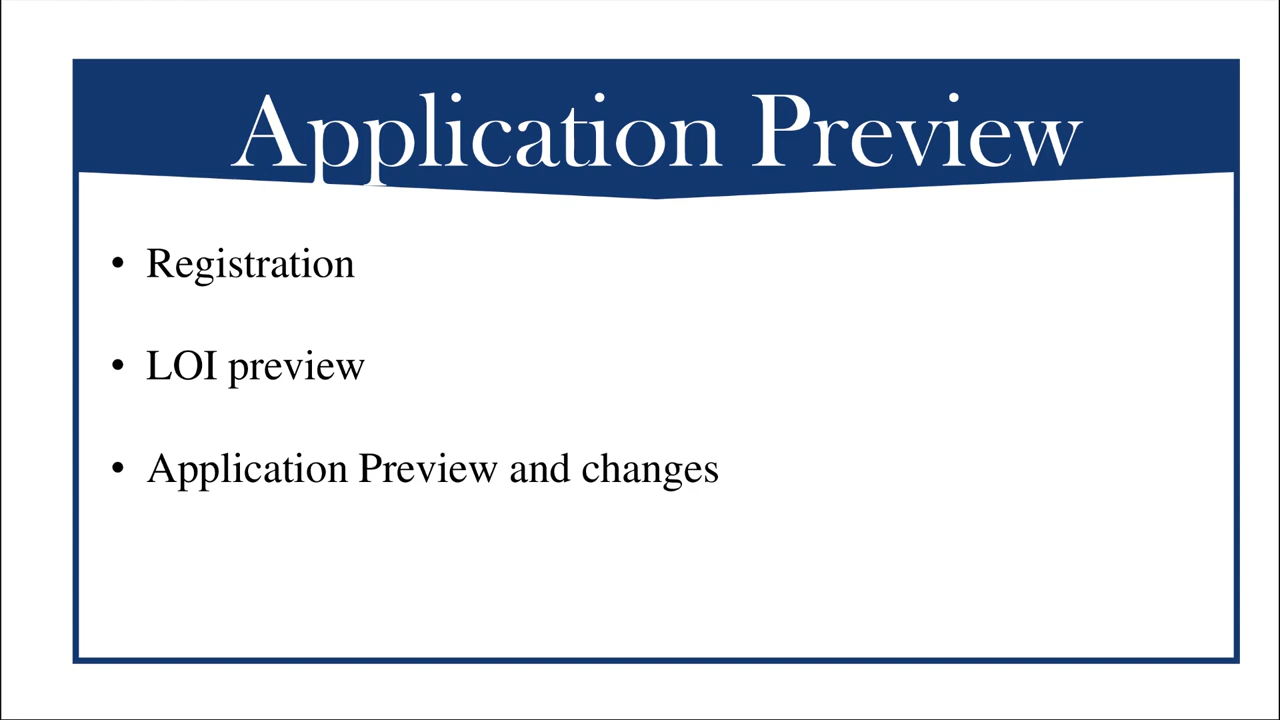 Application Preview
• Registration
• LOI preview
• Application Preview and changes